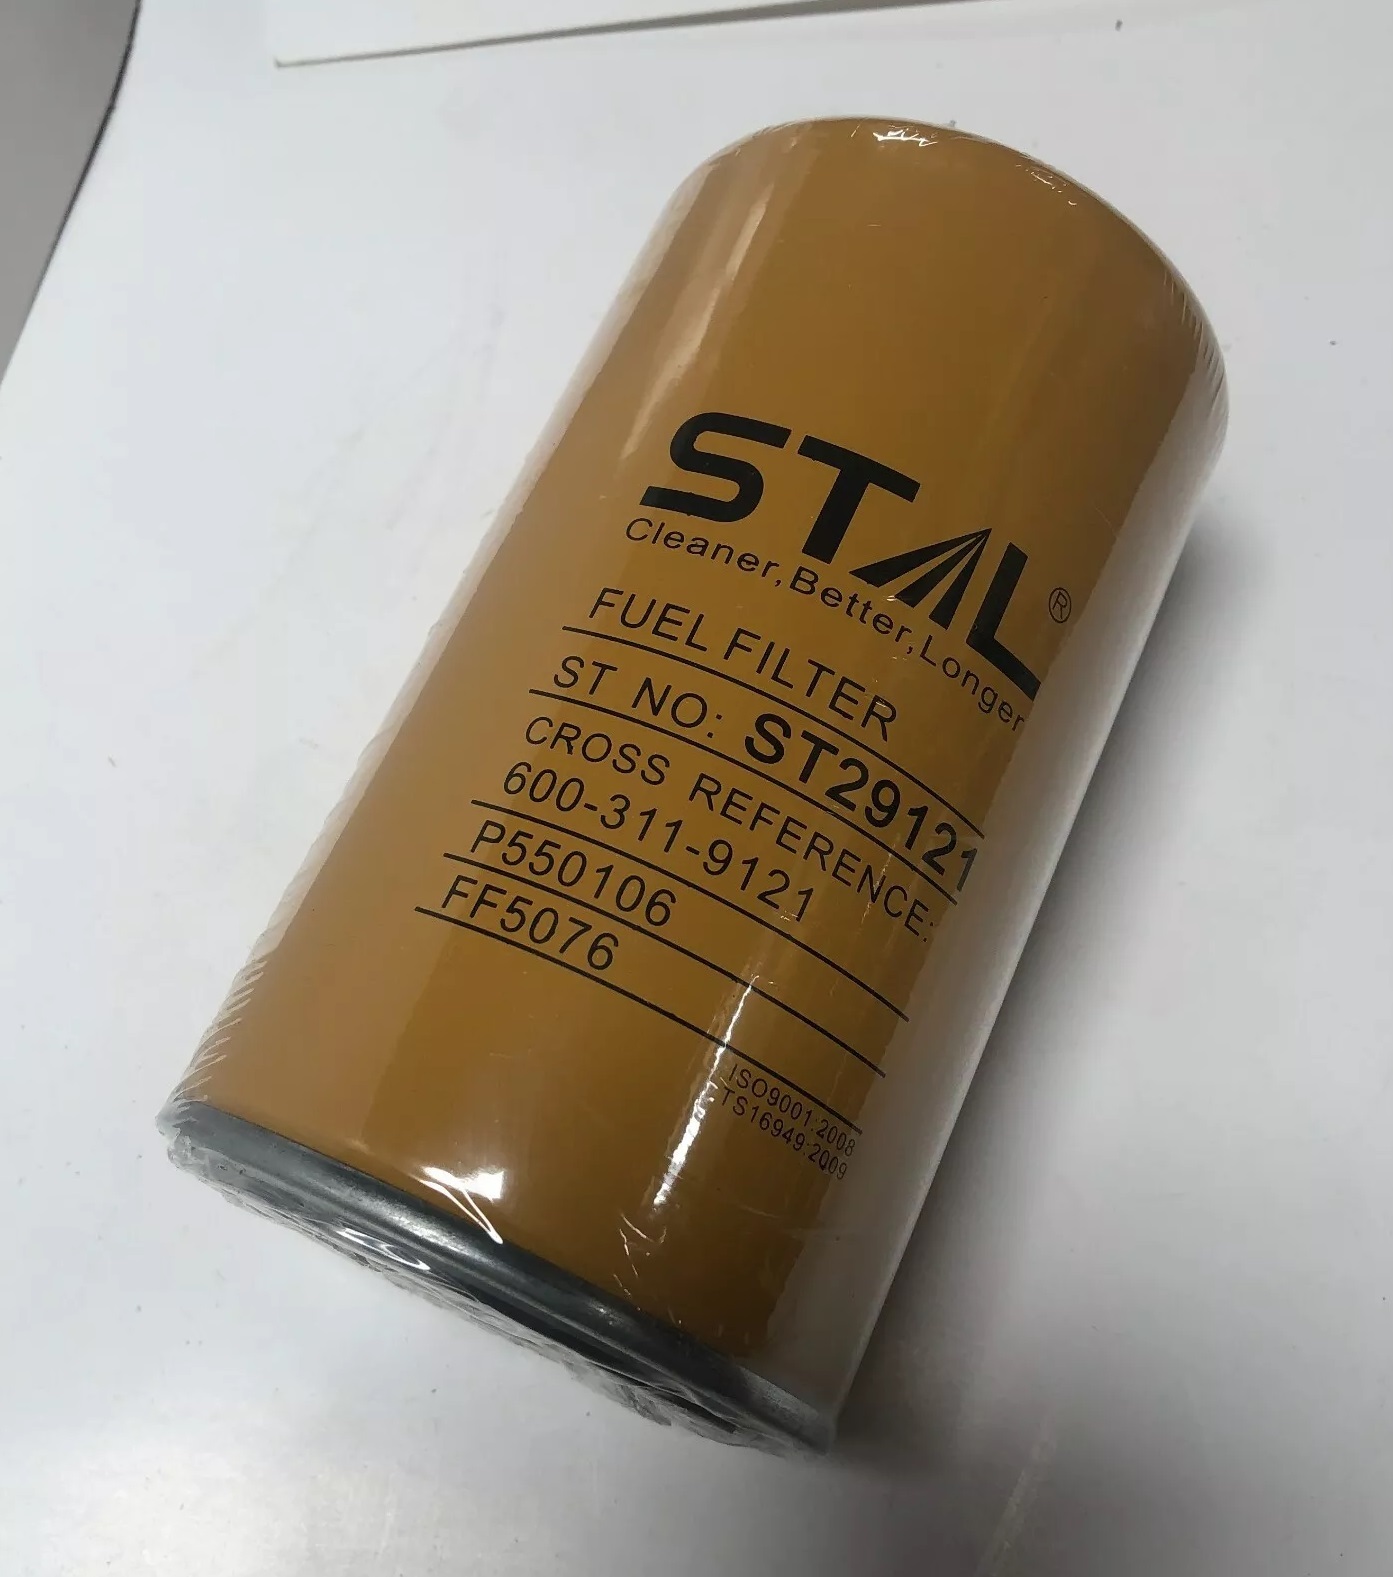 STAL®
Cleaner,Better,Longer
FUEL FILTER
ST NO: ST29121
CROSS REFERENCE:
600-311-9121
P550106
FF5076
ISO9001:2008
TS16949:2009